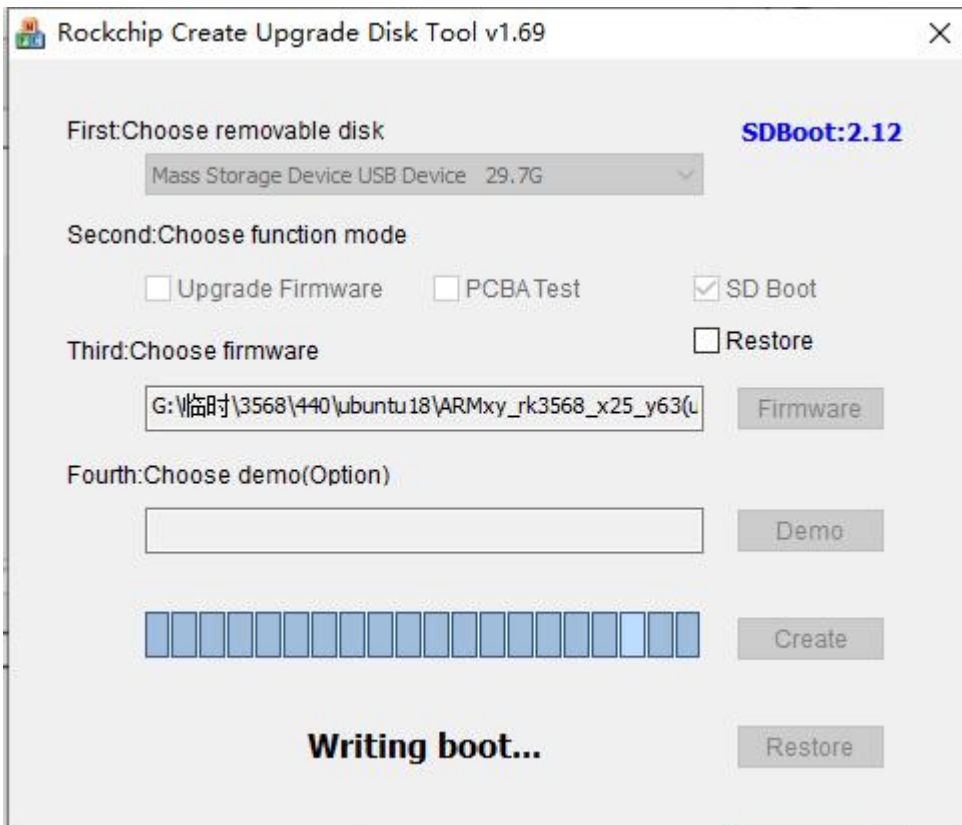 Rockchip Create Upgrade Disk Tool v1.69
First:Choose removable disk
SDBoot:2.12
Mass Storage Device USB Device 29.7G
Second:Choose function mode
Upgrade Firmware PCBA Test SD Boot
Third:Choose firmware
Restore
G:\临时\3568\440\ubuntu18\ARMxy_rk3568_x25_y63(u
Firmware
Fourth:Choose demo(Option)
Demo
Create
Writing boot...
Restore